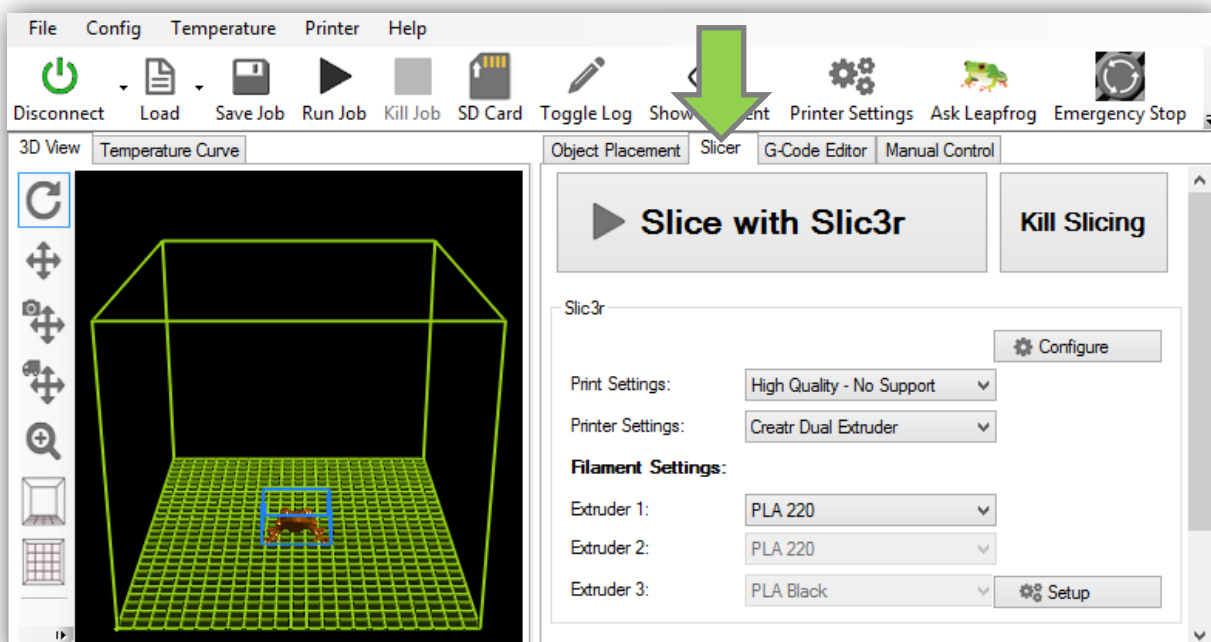 File Config Temperature Printer Help
Disconnect Load Save Job Run Job Kill Job SD Card Toggle Log Show ent Printer Settings Ask Leapfrog Emergency Stop
3D View Temperature Curve Object Placement Slicer G-Code Editor Manual Control
Slice with Slic3r Kill Slicing
Slic3r
Configure
Print Settings: High Quality - No Support
Printer Settings: Creatr Dual Extruder
Filament Settings:
Extruder 1: PLA 220
Extruder 2: PLA 220
Extruder 3: PLA Black Setup